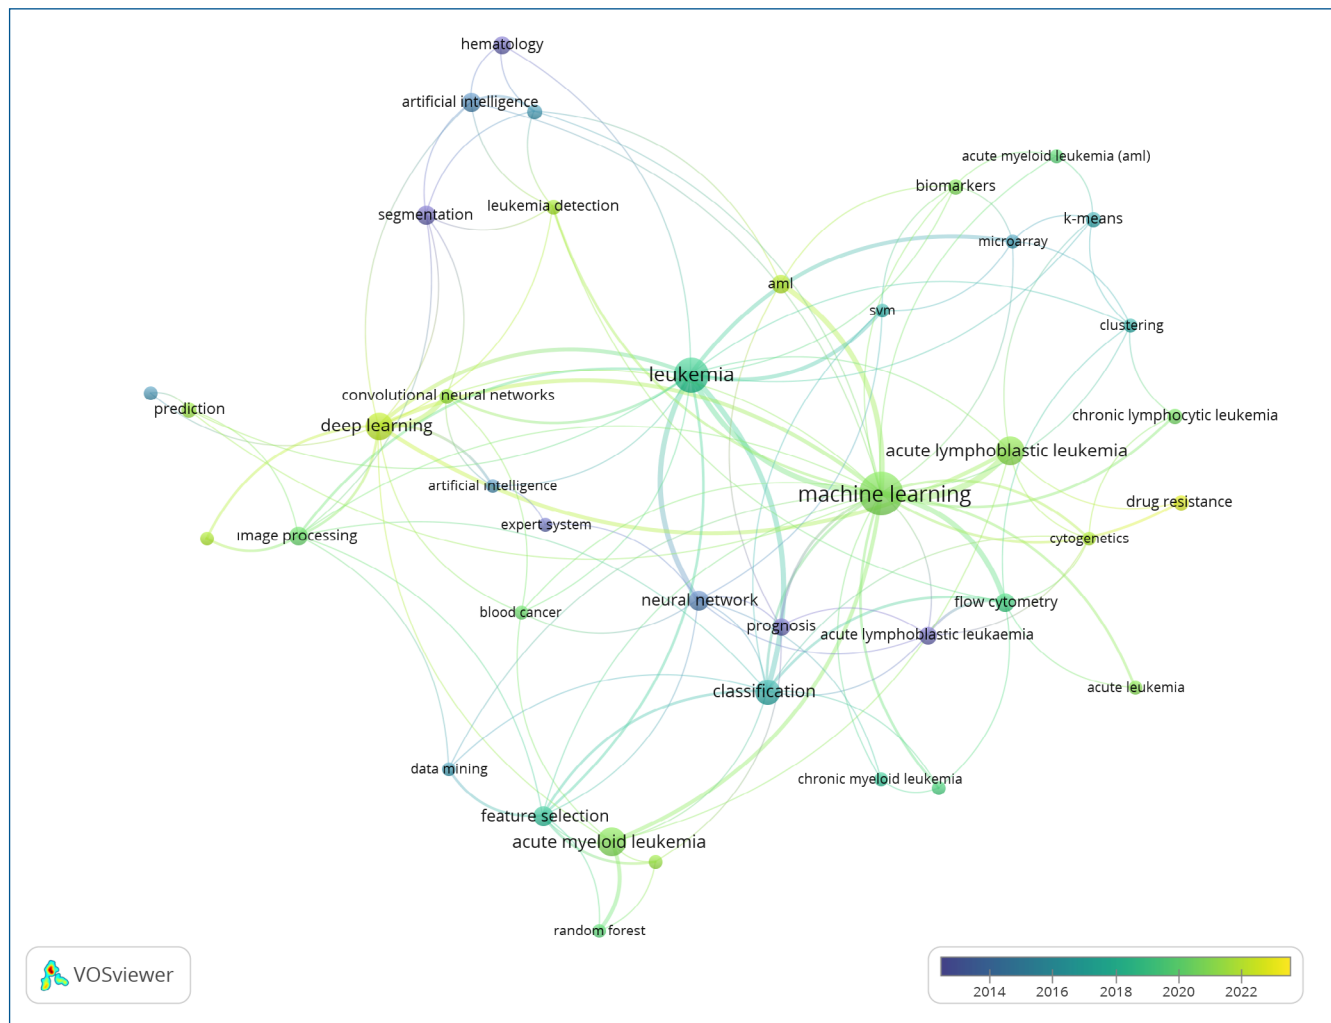 hematology
artificial intelligence
acute myeloid leukemia (aml)
biomarkers
segmentation
leukemia detection
k-means
microarray
aml
svm
clustering
leukemia
convolutional neural networks
prediction
chronic lymphocytic leukemia
deep learning
acute lymphoblastic leukemia
artificial intelligence
machine learning
drug resistance
expert system
image processing
cytogenetics
neural network
flow cytometry
blood cancer
prognosis
acute lymphoblastic leukaemia
classification
acute leukemia
data mining
chronic myeloid leukemia
feature selection
acute myeloid leukemia
random forest
VOSviewer
2014 2016 2018 2020 2022